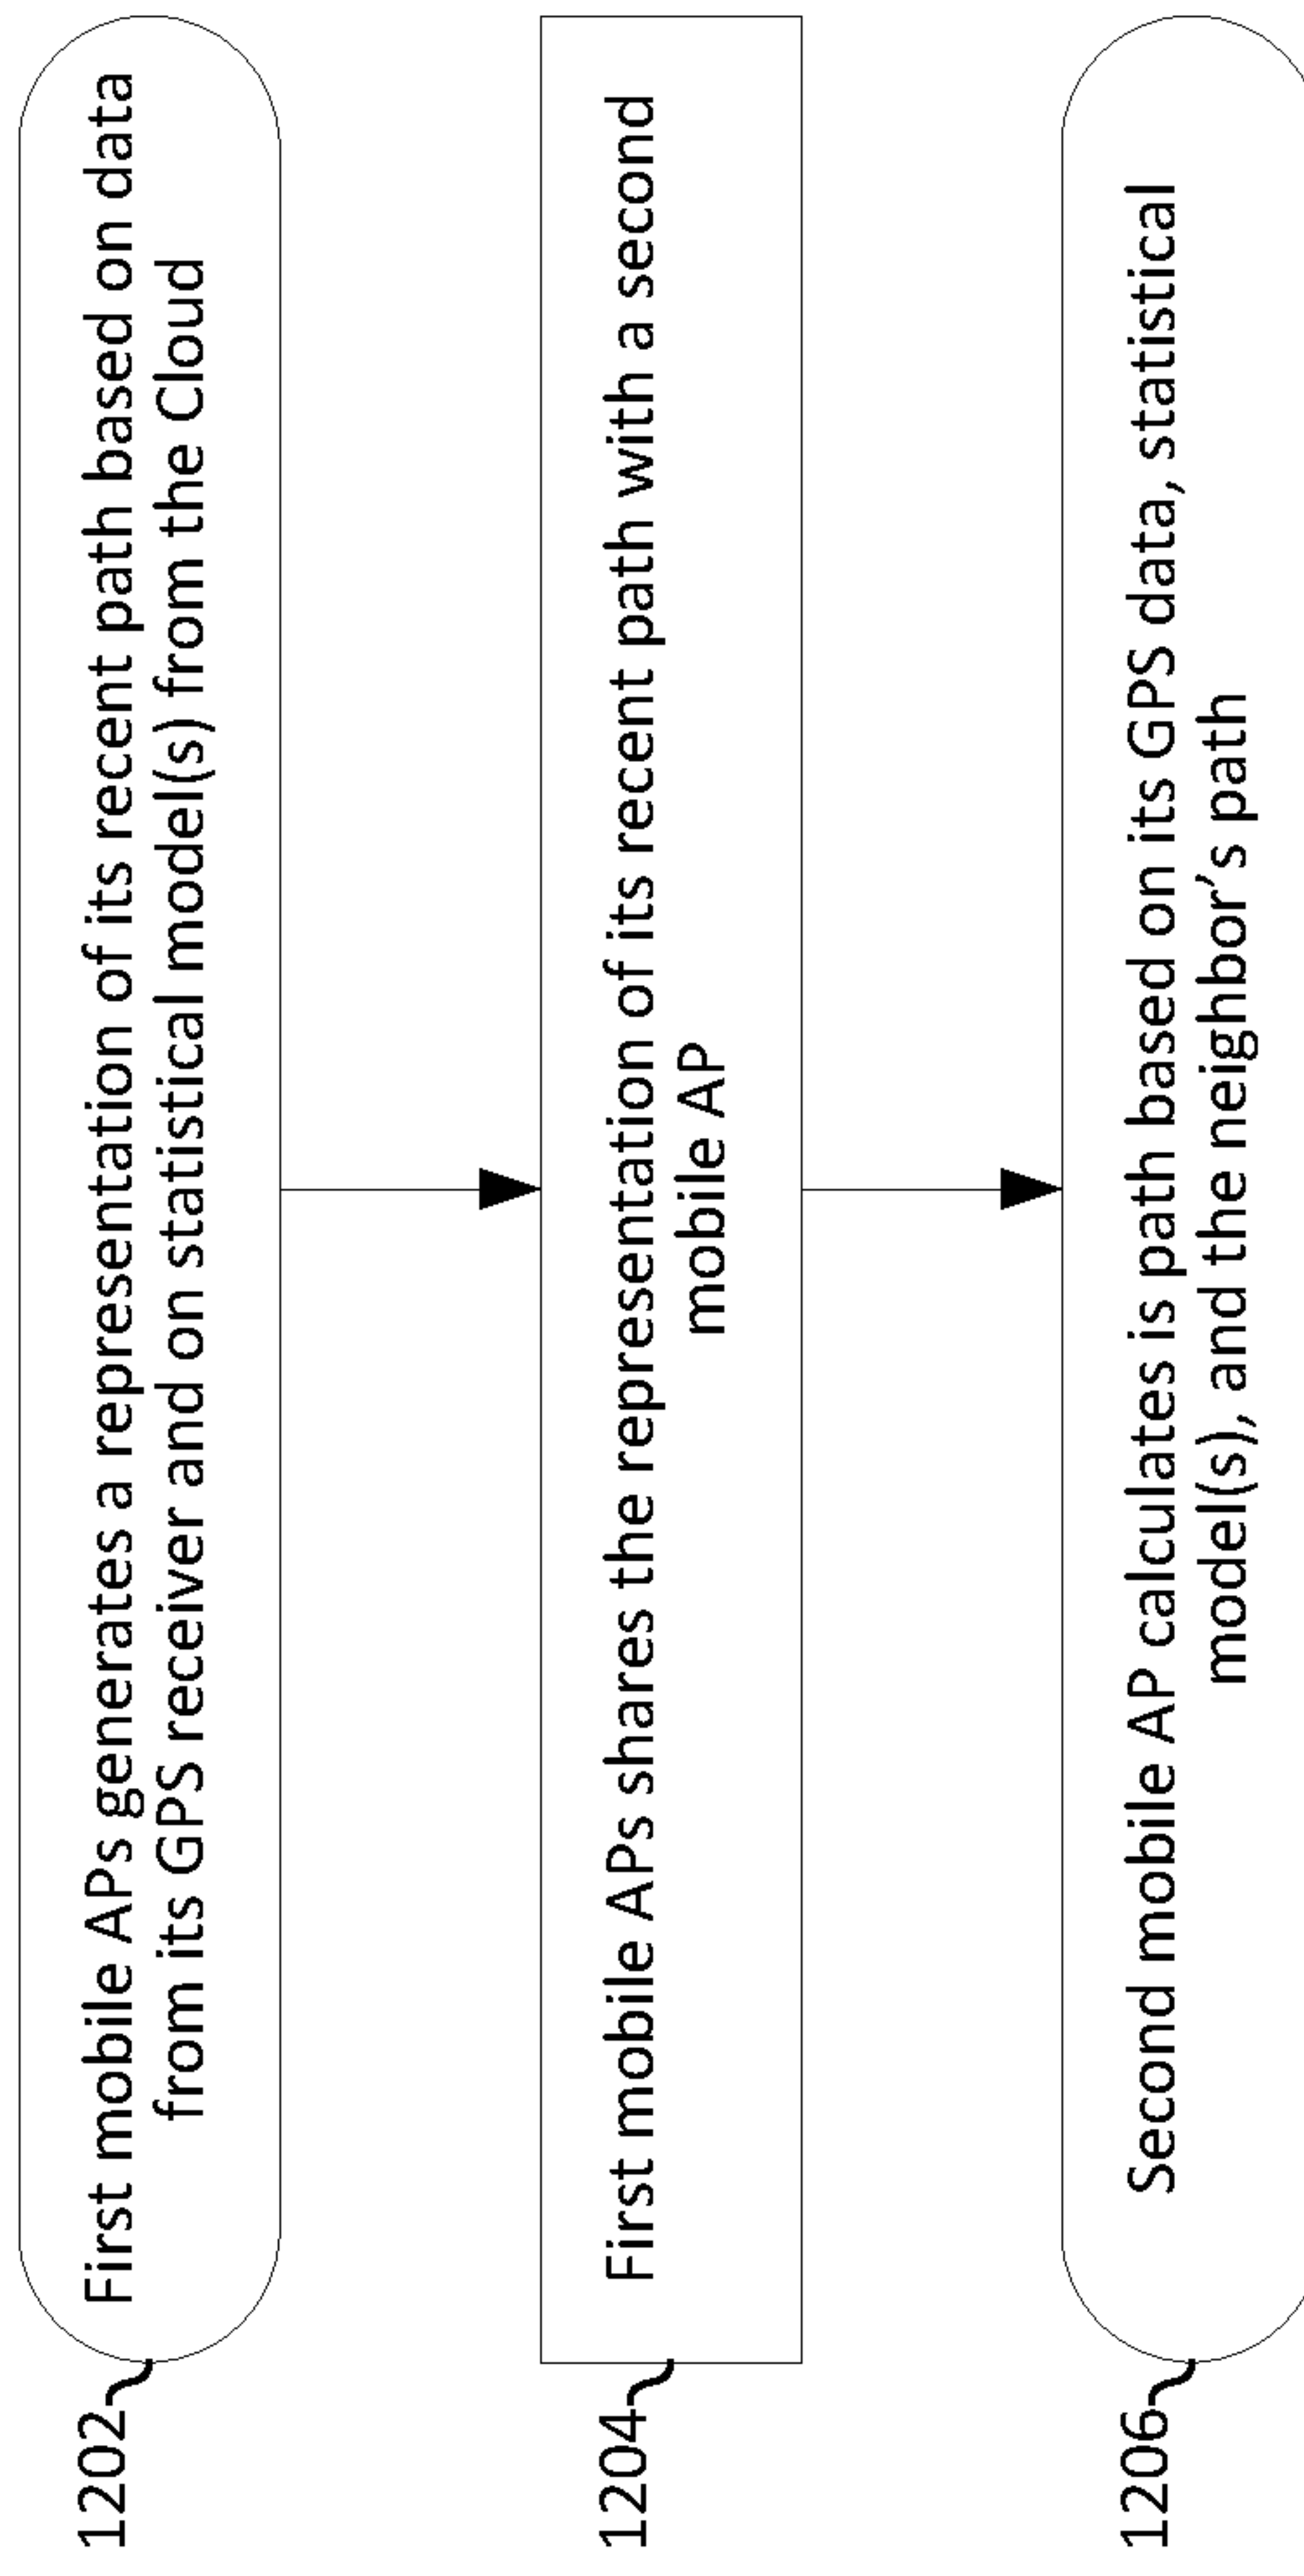 1202
First mobile APs generates a representation of its recent path based on data
from its GPS receiver and on statistical model(s) from the Cloud
1204
First mobile APs shares the representation of its recent path with a second
mobile AP
1206
Second mobile AP calculates is path based on its GPS data, statistical
model(s), and the neighbor’s path